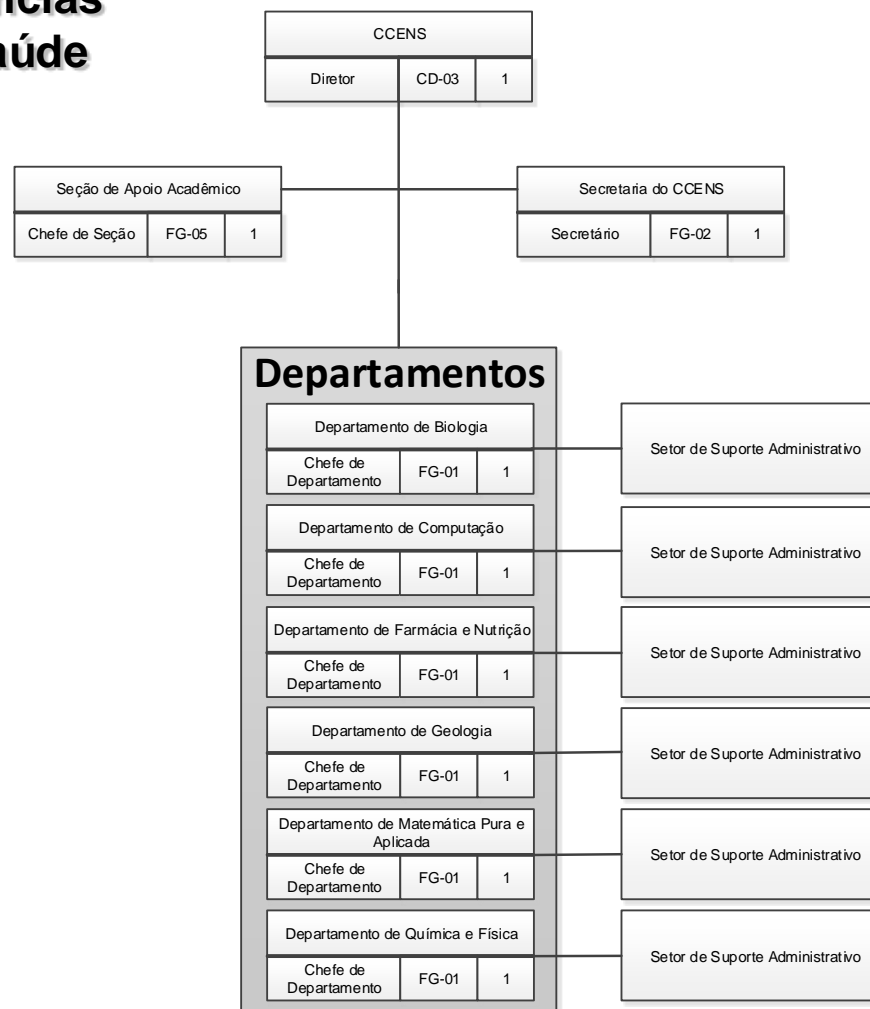 CCENS
Diretor CD-03 1
Seção de Apoio Acadêmico
Chefe de Seção FG-05 1
Secretaria do CCENS
Secretário FG-02 1
Departamentos
Departamento de Biologia
Chefe de
Departamento FG-01 1
Setor de Suporte Administrativo
Departamento de Computação
Chefe de
Departamento FG-01 1
Setor de Suporte Administrativo
Departamento de Farmácia e Nutrição
Chefe de
Departamento FG-01 1
Setor de Suporte Administrativo
Departamento de Geologia
Chefe de
Departamento FG-01 1
Setor de Suporte Administrativo
Departamento de Matemática Pura e
Aplicada
Chefe de
Departamento FG-01 1
Setor de Suporte Administrativo
Departamento de Química e Física
Chefe de
Departamento FG-01 1
Setor de Suporte Administrativo